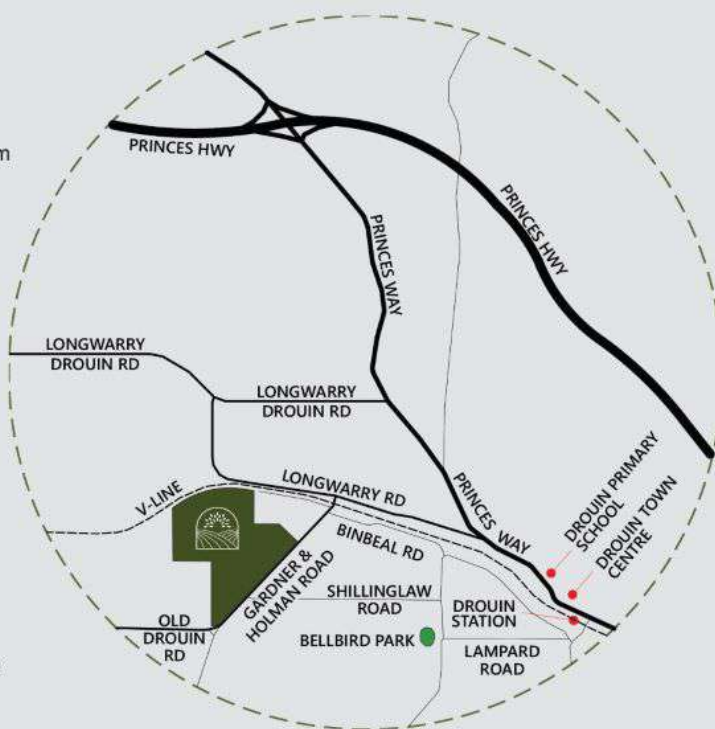 m
PRINCES HWY
PRINCES HWY
PRINCES WAY
LONGWARRY
DROUIN RD
LONGWARRY
DROUIN RD
V-LINE
LONGWARRY RD
PRINCES WAY
DROUIN PRIMARY
SCHOOL
DROUIN TOWN
CENTRE
BINBEAL RD
GARDNER &
HOLMAN ROAD
SHILLINGLAW
ROAD
DROUIN
STATION
OLD
DROUIN
RD
BELLBIRD PARK
LAMPARD
ROAD